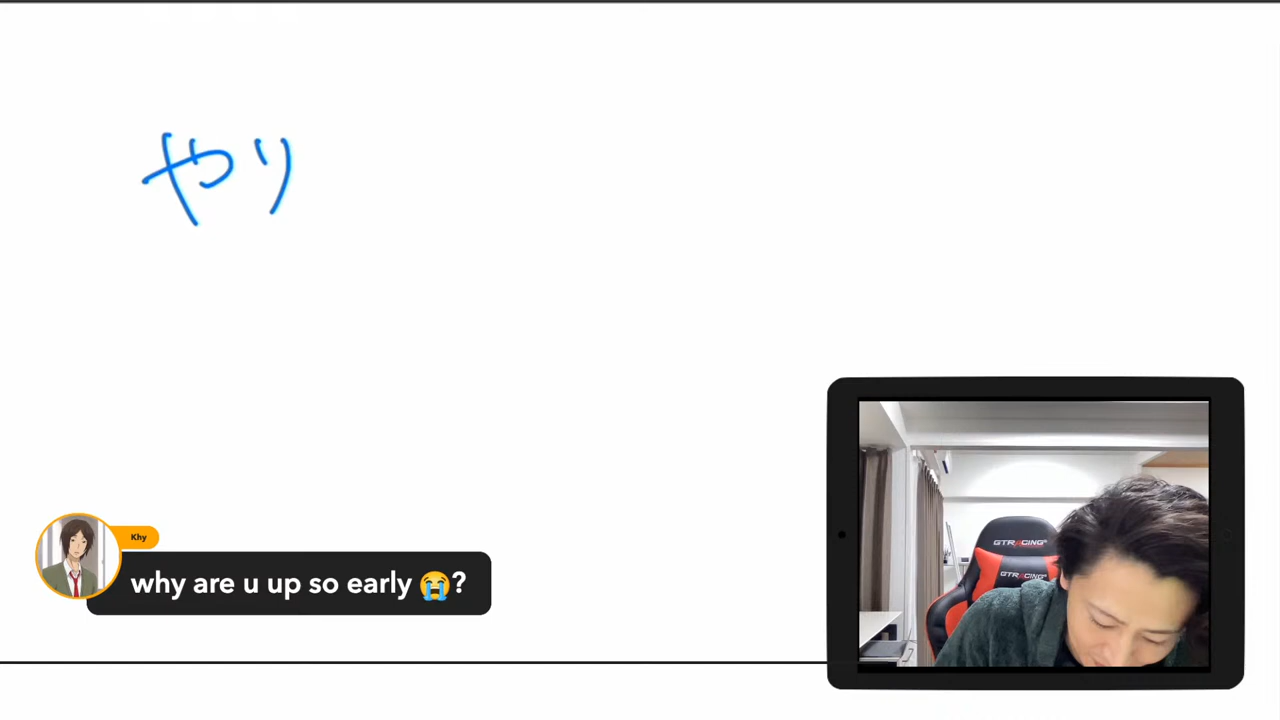 やり
Khy
why are u up so early 😭?
GTRACING
GTRACING